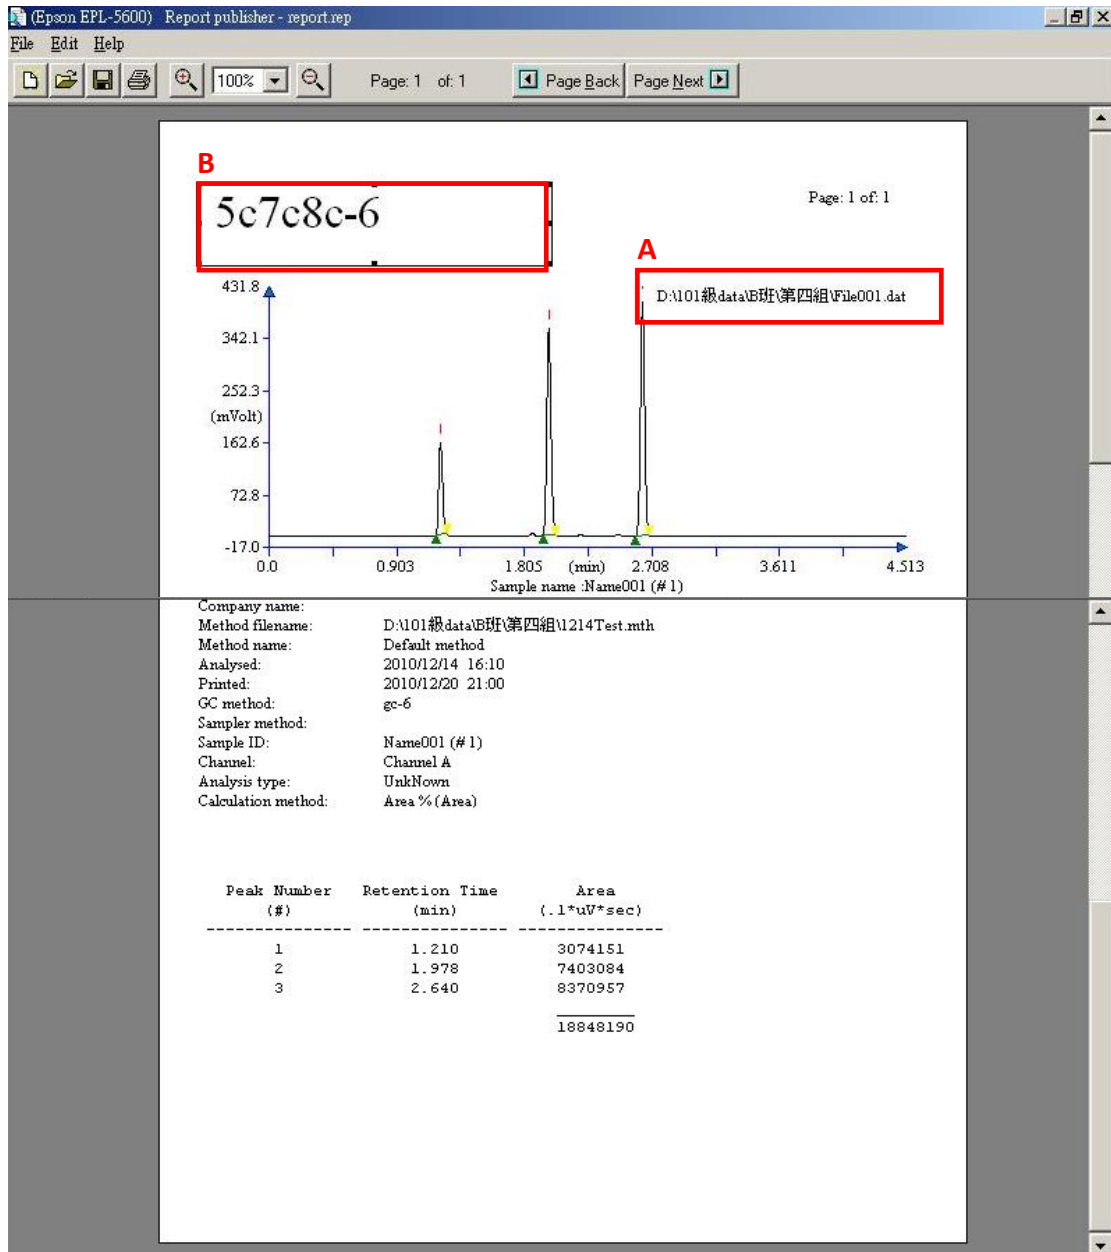 (Epson EPL-5600) Report publisher - report.rep
File Edit Help
100% Page: 1 of: 1 Page Back Page Next
B
5c7c8c-6
Page: 1 of: 1
A
D:\101級data\B班\第四組\File001.dat
431.8
342.1
252.3
(mVolt)
162.6
72.8
-17.0
0.0 0.903 1.805 (min) 2.708 3.611 4.513
Sample name :Name001 (# 1)
Company name:
Method filename: D:\101級data\B班\第四組\1214Test.mth
Method name: Default method
Analysed: 2010/12/14 16:10
Printed: 2010/12/20 21:00
GC method: gc-6
Sampler method:
Sample ID: Name001 (# 1)
Channel: Channel A
Analysis type: UnkNown
Calculation method: Area % (Area)
Peak Number Retention Time Area
(#) (min) (.1*uV*sec)
--------------- --------------- ---------------
1 1.210 3074151
2 1.978 7403084
3 2.640 8370957
18848190